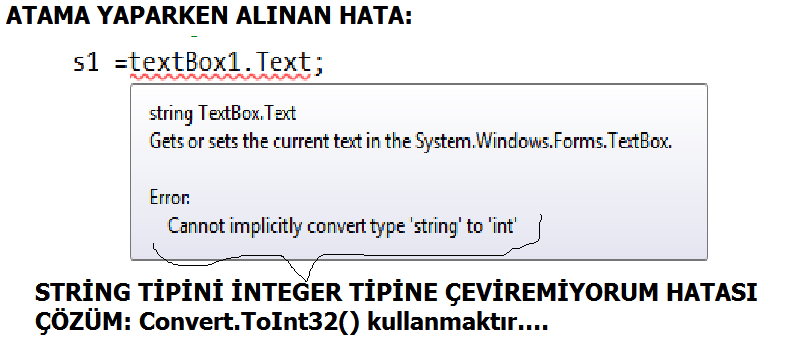 ATAMA YAPARKEN ALINAN HATA:
s1 =textBox1.Text;
string TextBox.Text
Gets or sets the current text in the System.Windows.Forms.TextBox.
Error:
Cannot implicitly convert type 'string' to 'int'
STRİNG TİPİNİ İNTEGER TİPİNE ÇEVİREMİYORUM HATASI
ÇÖZÜM: Convert.ToInt32() kullanmaktır....